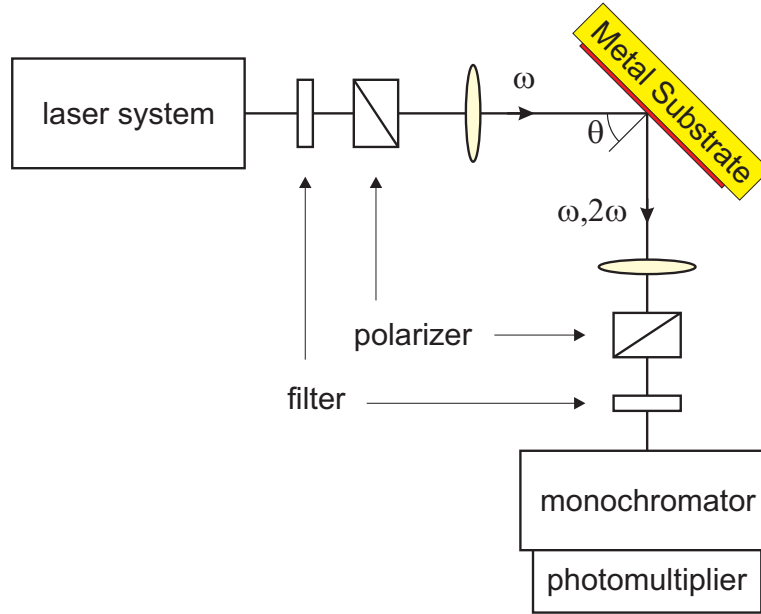 Metal Substrate
laser system
ω
θ
ω,2ω
polarizer
filter
monochromator
photomultiplier